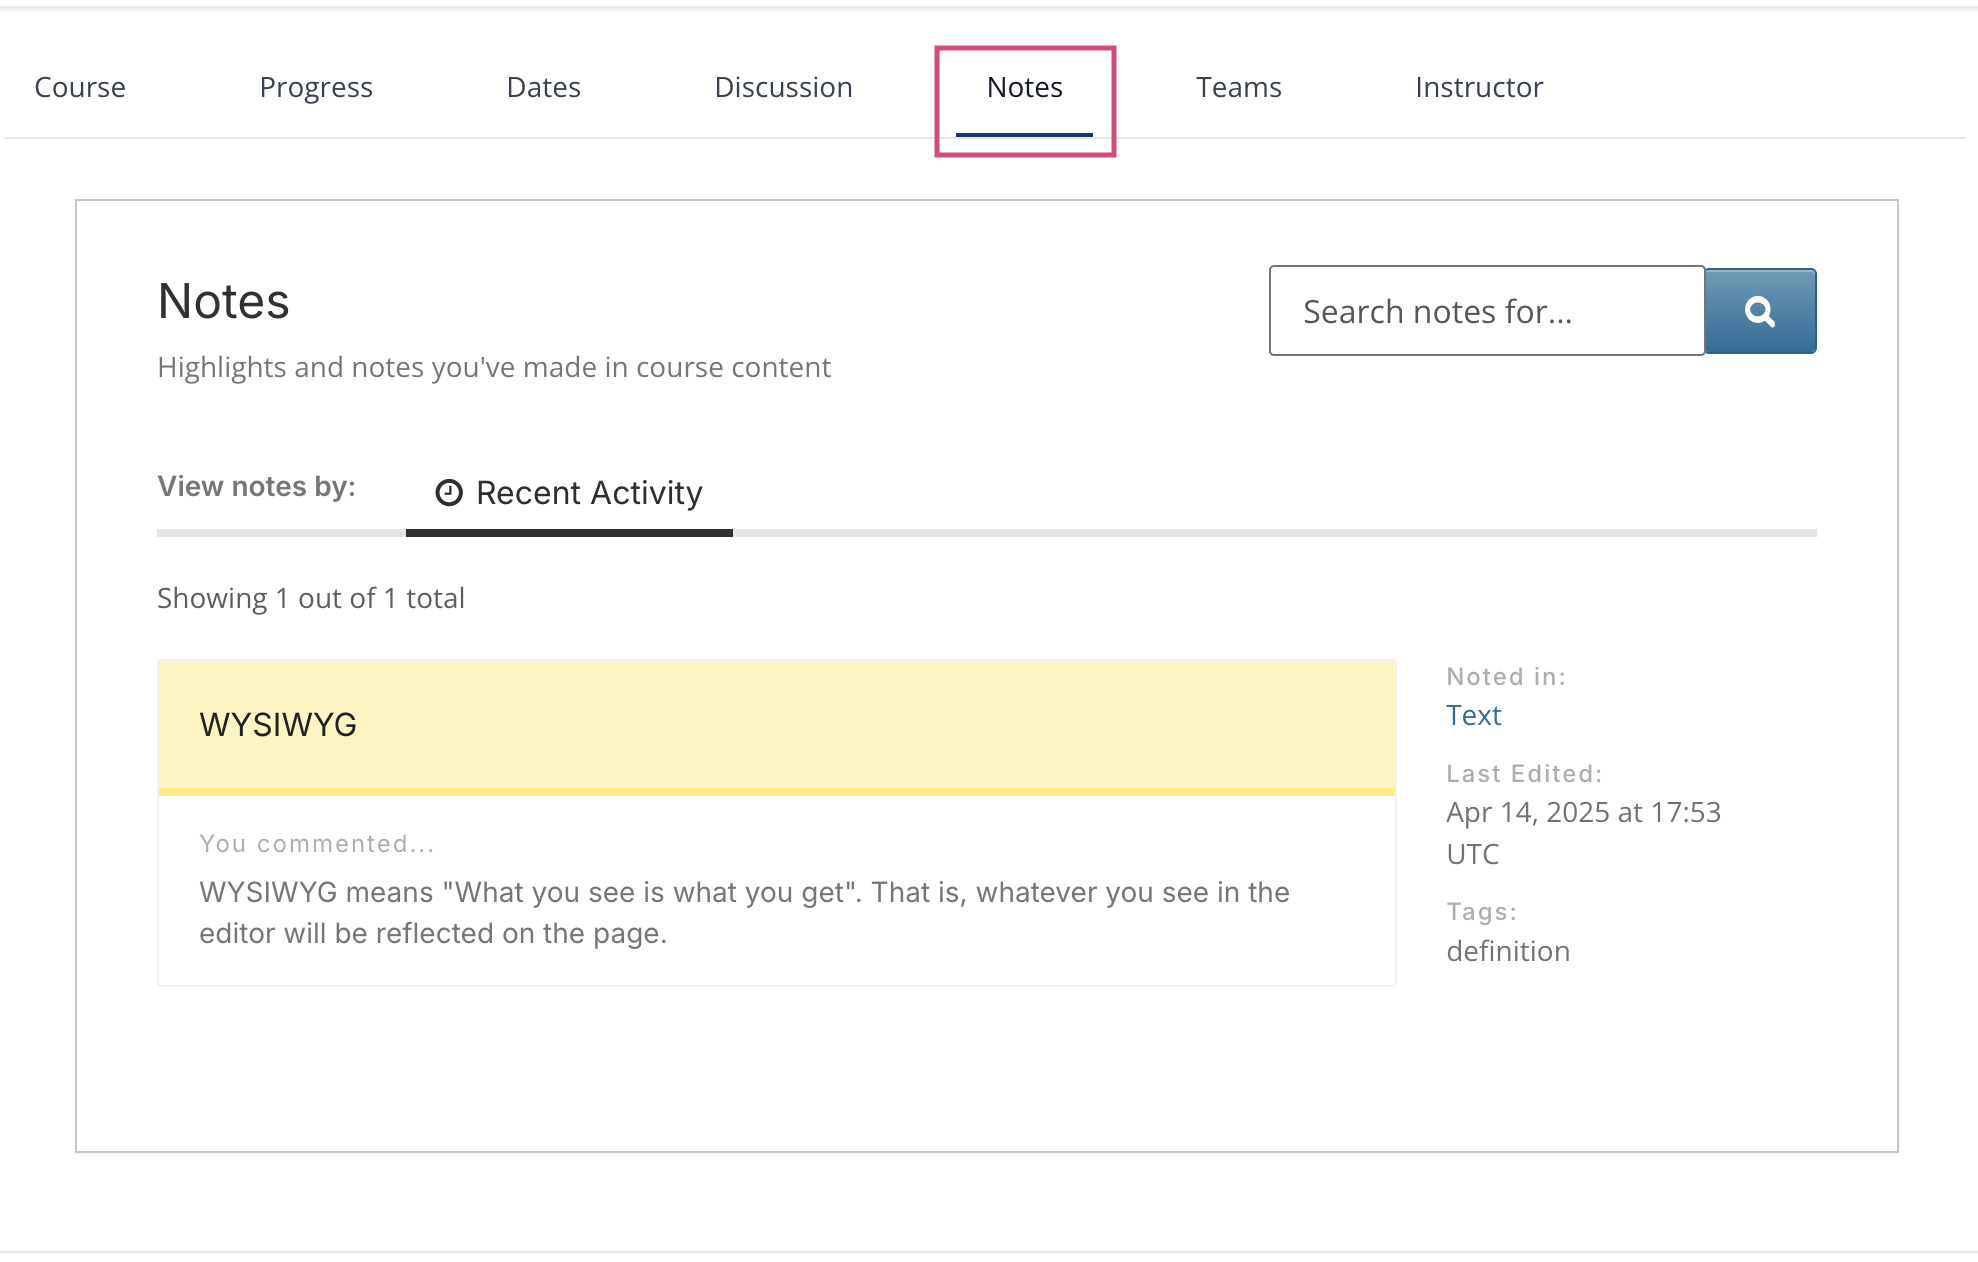 Course Progress Dates Discussion Notes Teams Instructor
Notes
Search notes for...
Highlights and notes you've made in course content
View notes by: Recent Activity
Showing 1 out of 1 total
WYSIWYG
You commented...
WYSIWYG means "What you see is what you get". That is, whatever you see in the
editor will be reflected on the page.
Noted in:
Text
Last Edited:
Apr 14, 2025 at 17:53
UTC
Tags:
definition